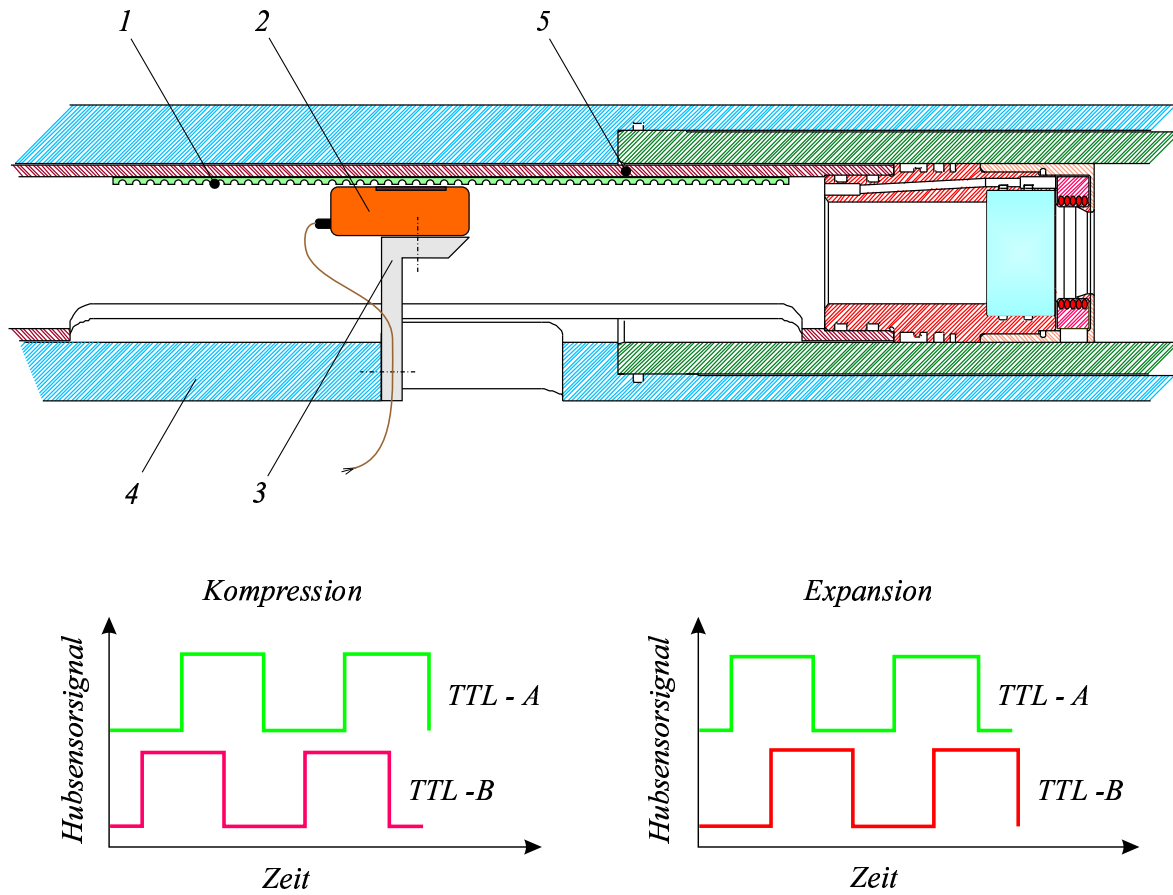 1 2 5
4 3
Kompression
Hubsensorsignal
TTL - A
TTL -B
Zeit
Expansion
Hubsensorsignal
TTL - A
TTL -B
Zeit